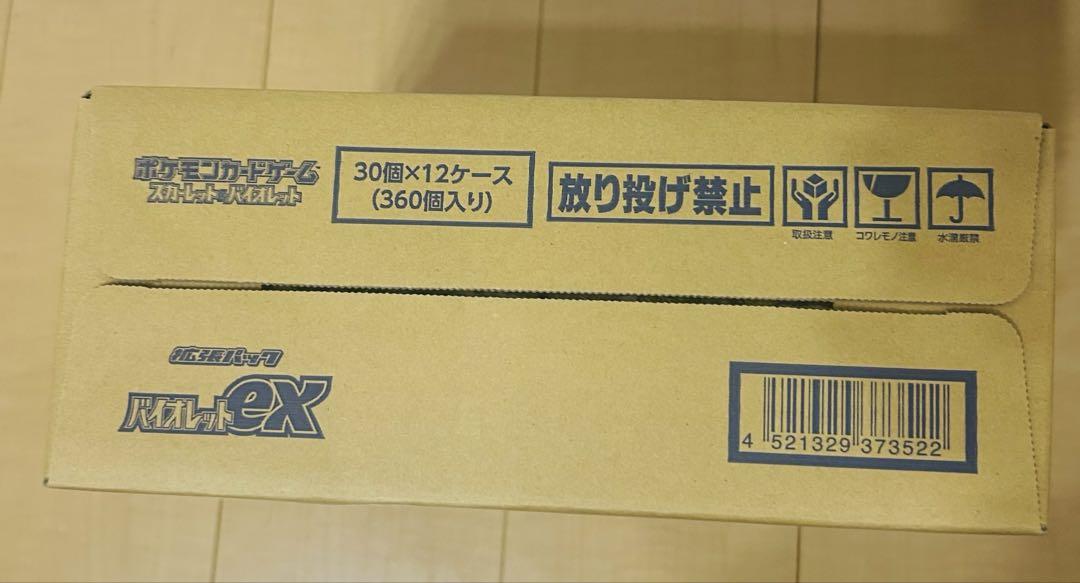 ポケモンカードゲーム
スカーレット&バイオレット
30個×12ケース
(360個入り)
放り投げ禁止
取扱注意
コワレモノ注意
水濡厳禁
拡張パック
バイオレットex
4 521329 373522